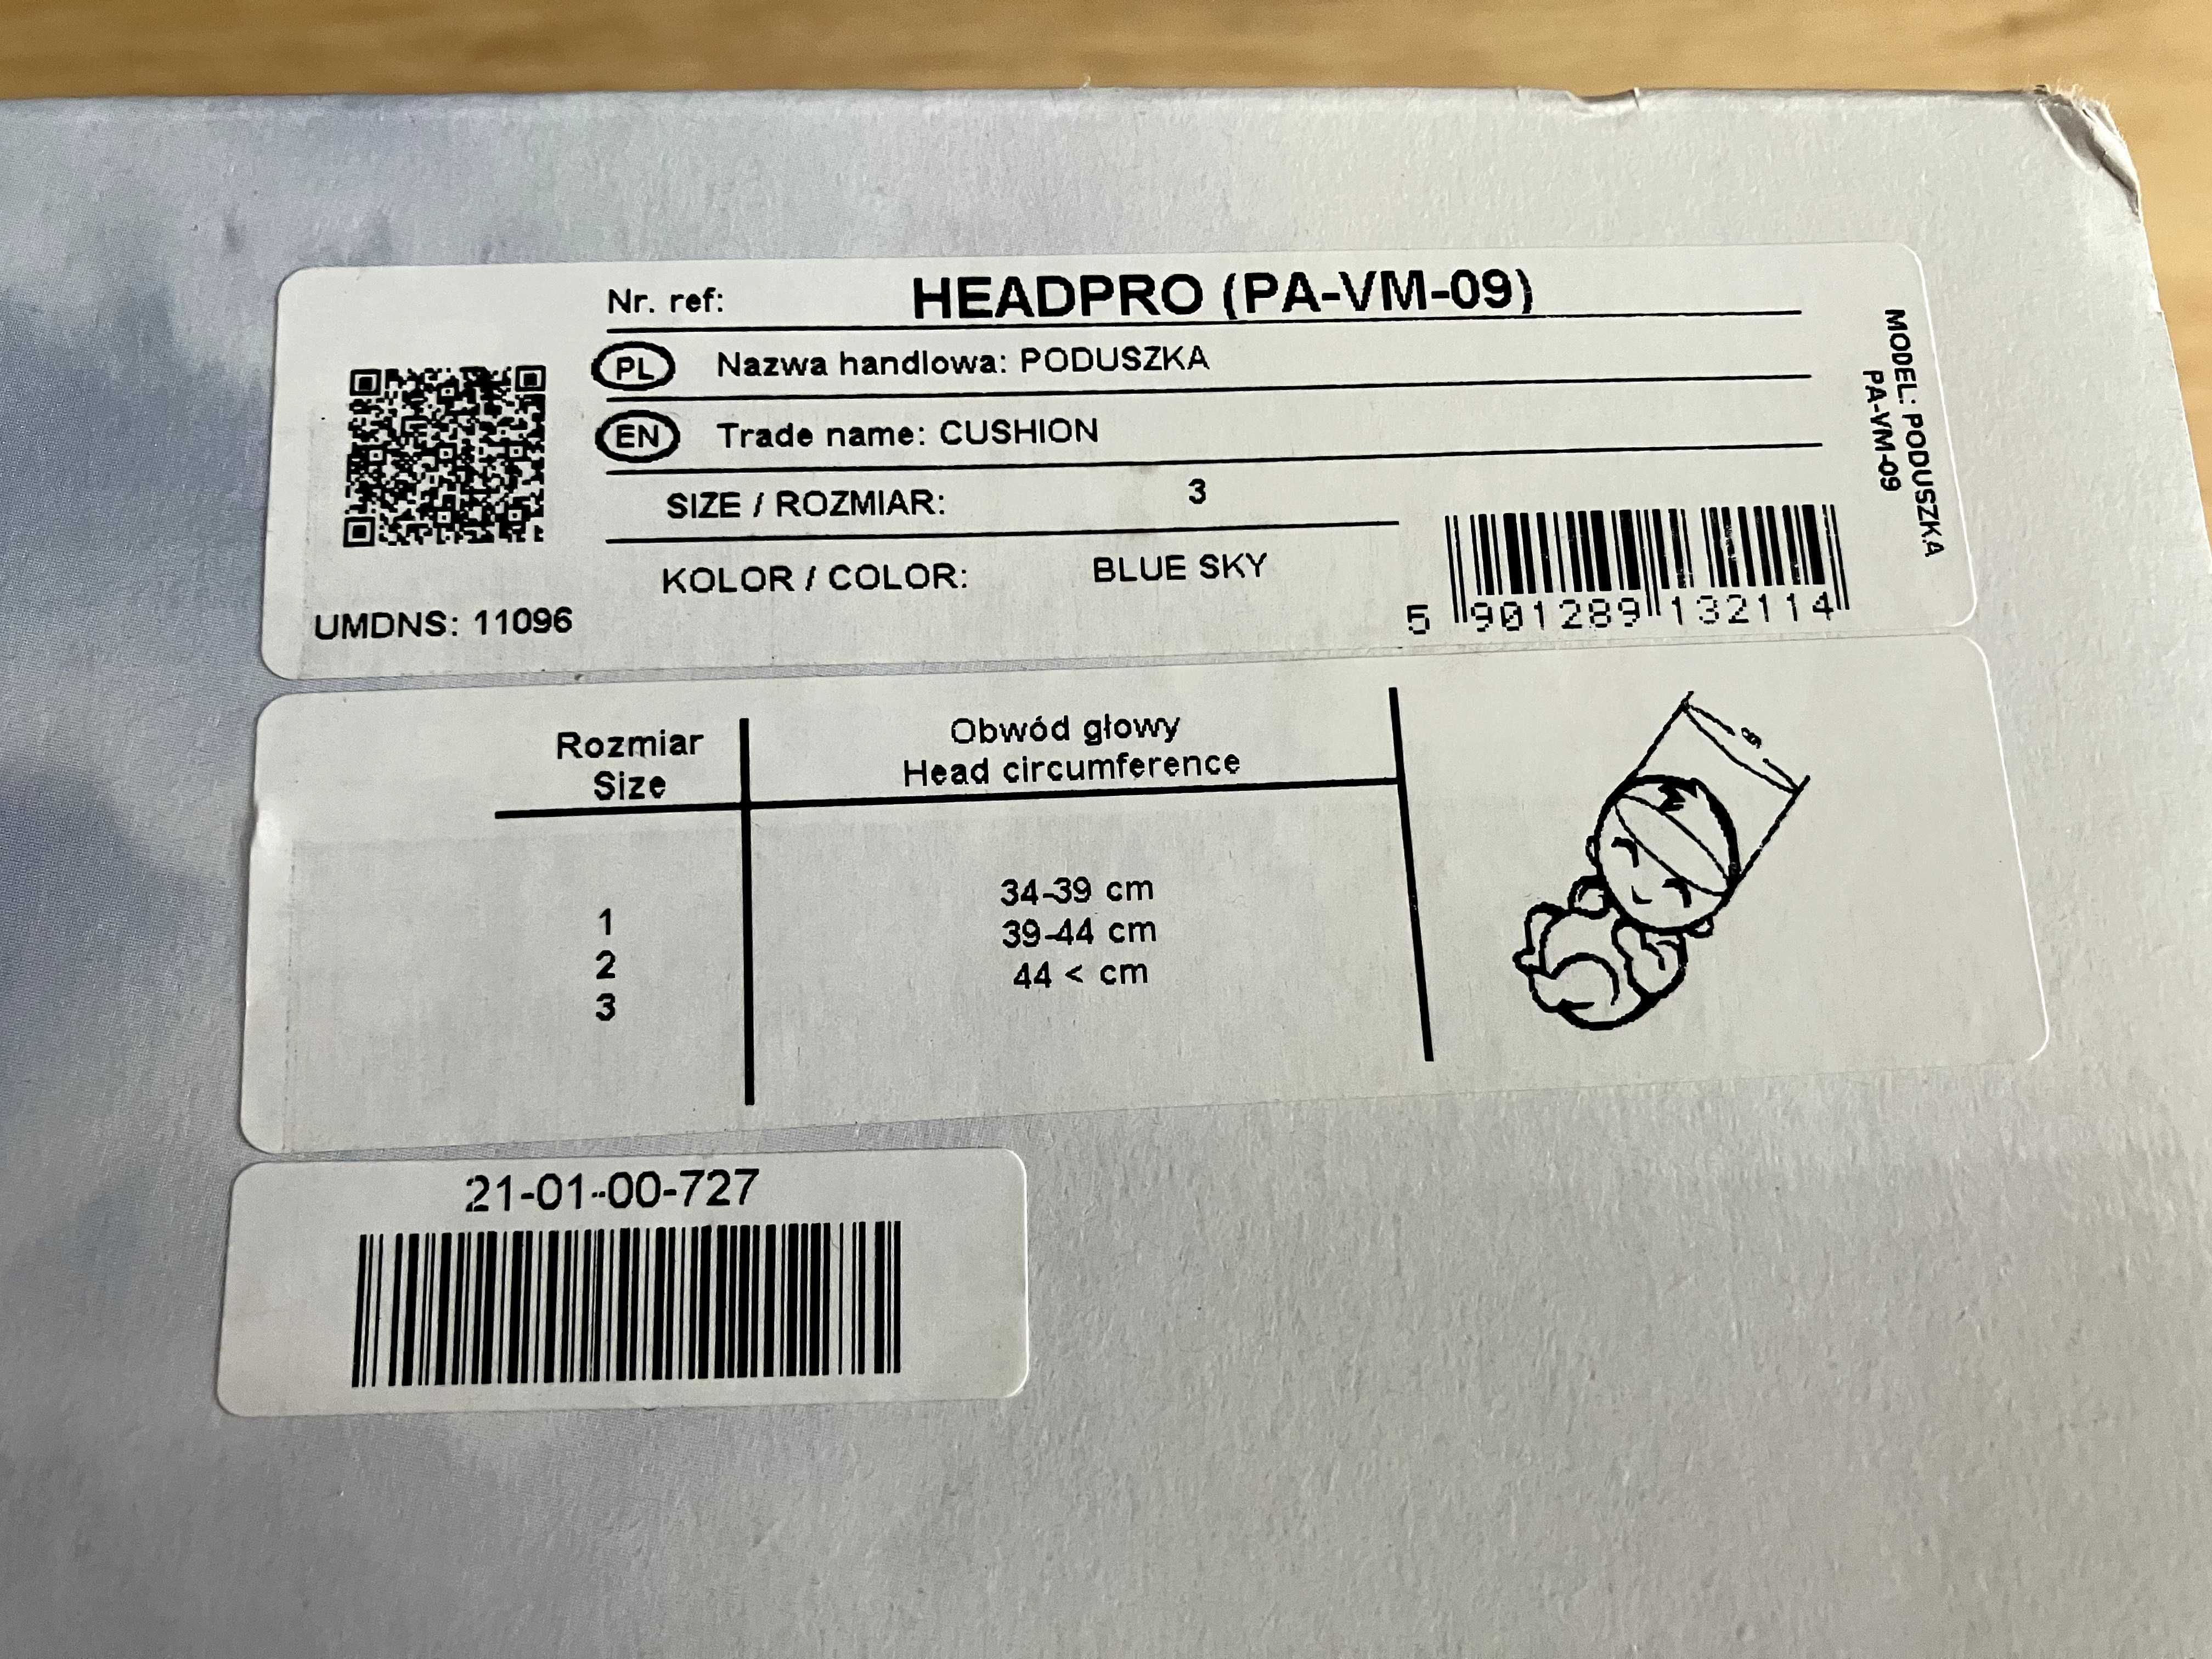 Nr. ref: HEADPRO (PA-VM-09)
PL Nazwa handlowa: PODUSZKA
EN Trade name: CUSHION
SIZE / ROZMIAR: 3
KOLOR / COLOR: BLUE SKY
UMDNS: 11096
5 901289 132114
MODEL: PODUSZKA
PA-VM-09
Rozmiar Obwód głowy
Size Head circumference
1 34-39 cm
2 39-44 cm
3 44 < cm
21-01-00-727